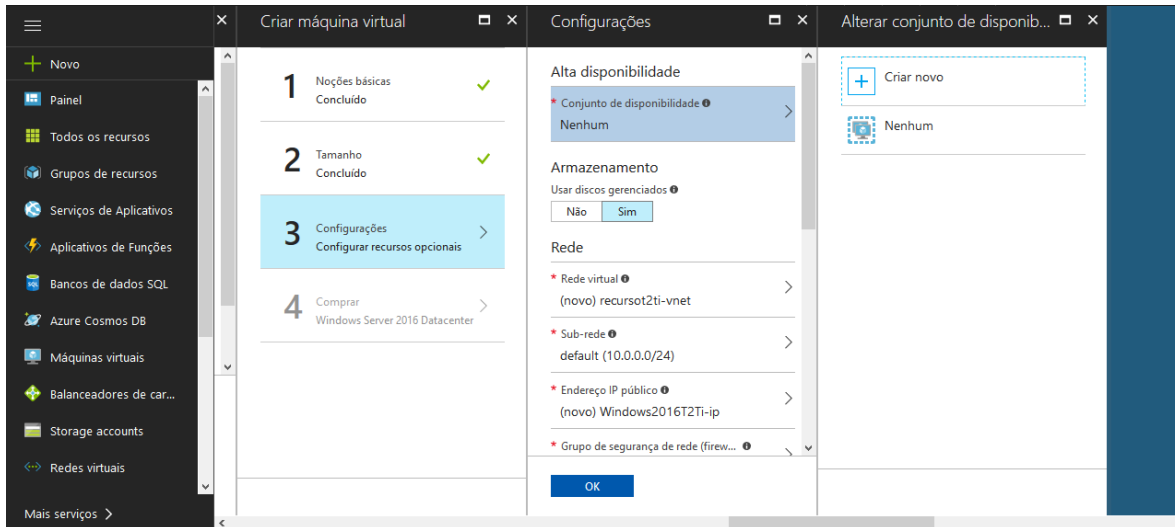 Novo
Painel
Todos os recursos
Grupos de recursos
Serviços de Aplicativos
Aplicativos de Funções
Bancos de dados SQL
Azure Cosmos DB
Máquinas virtuais
Balanceadores de car...
Storage accounts
Redes virtuais
Mais serviços
Criar máquina virtual
1
Noções básicas
Concluído
2
Tamanho
Concluído
3
Configurações
Configurar recursos opcionais
4
Comprar
Windows Server 2016 Datacenter
Configurações
Alta disponibilidade
* Conjunto de disponibilidade
Nenhum
Armazenamento
Usar discos gerenciados
Não Sim
Rede
* Rede virtual
(novo) recursot2ti-vnet
* Sub-rede
default (10.0.0.0/24)
* Endereço IP público
(novo) Windows2016T2Ti-ip
* Grupo de segurança de rede (firew...
OK
Alterar conjunto de disponib...
Criar novo
Nenhum